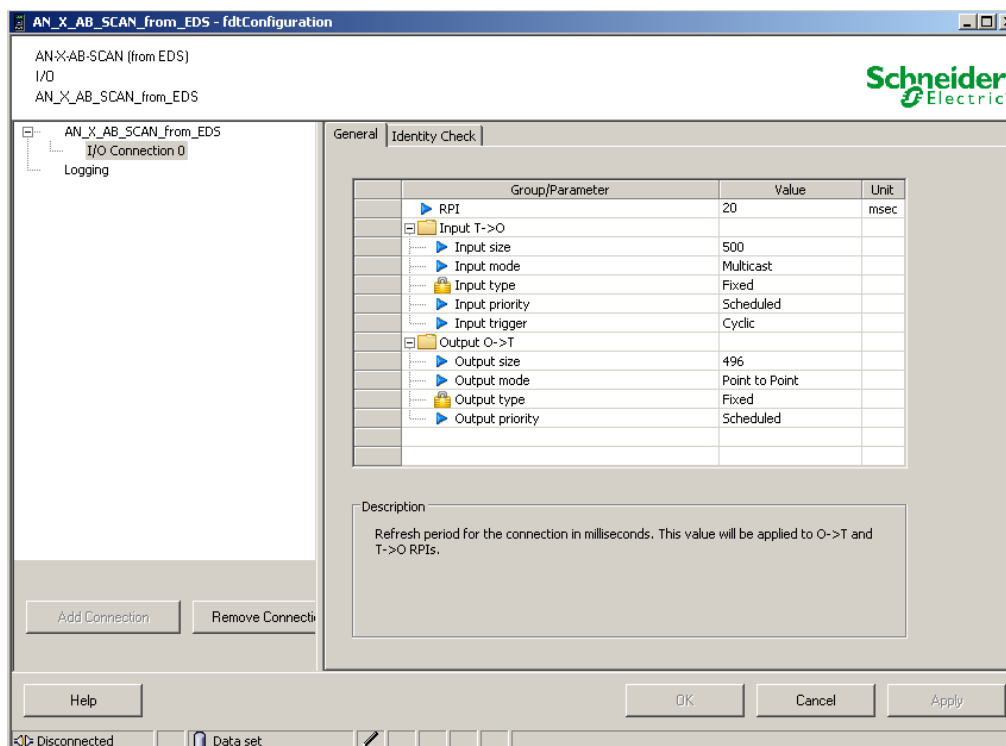 AN_X_AB_SCAN_from_EDS - fdtConfiguration
AN-X-AB-SCAN (from EDS)
I/O
AN_X_AB_SCAN_from_EDS
Schneider
Electric
AN_X_AB_SCAN_from_EDS
I/O Connection 0
Logging
General Identity Check
Group/Parameter Value Unit
RPI 20 msec
Input T->O
Input size 500
Input mode Multicast
Input type Fixed
Input priority Scheduled
Input trigger Cyclic
Output O->T
Output size 496
Output mode Point to Point
Output type Fixed
Output priority Scheduled
Description
Refresh period for the connection in milliseconds. This value will be applied to O->T and
T->O RPIs.
Add Connection Remove Connecti
Help OK Cancel Apply
Disconnected Data set